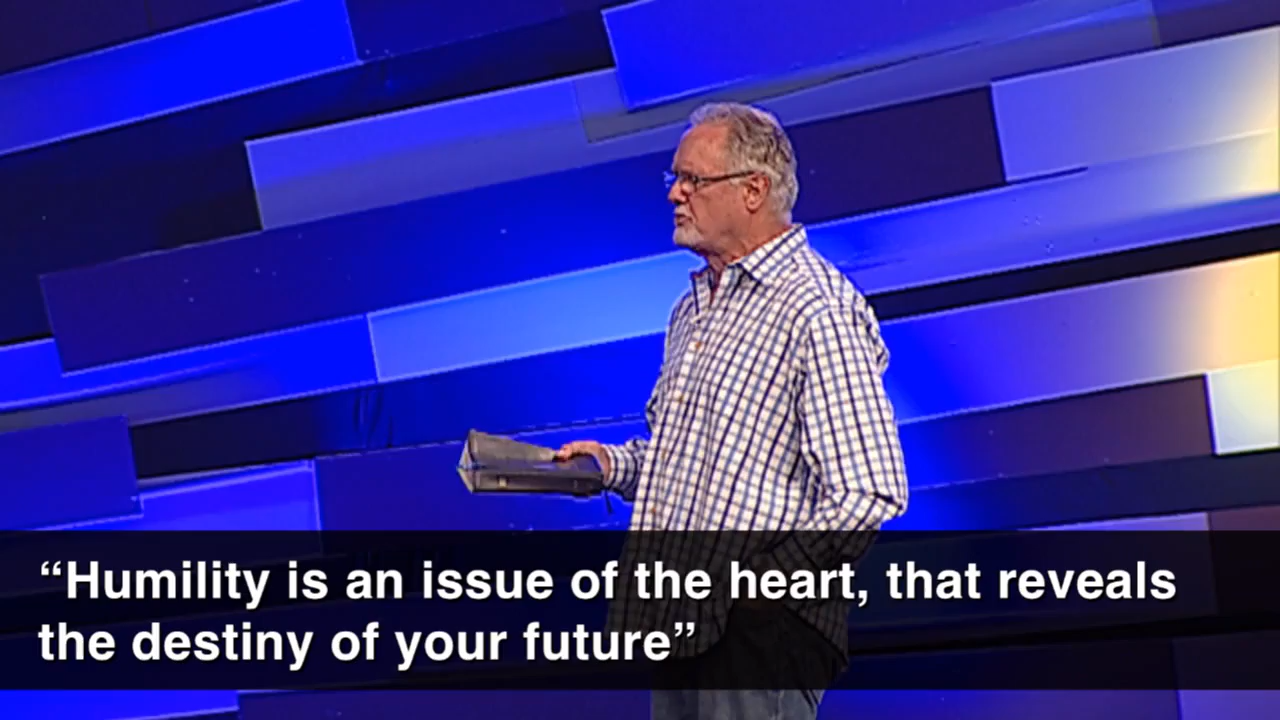 “Humility is an issue of the heart, that reveals
the destiny of your future”